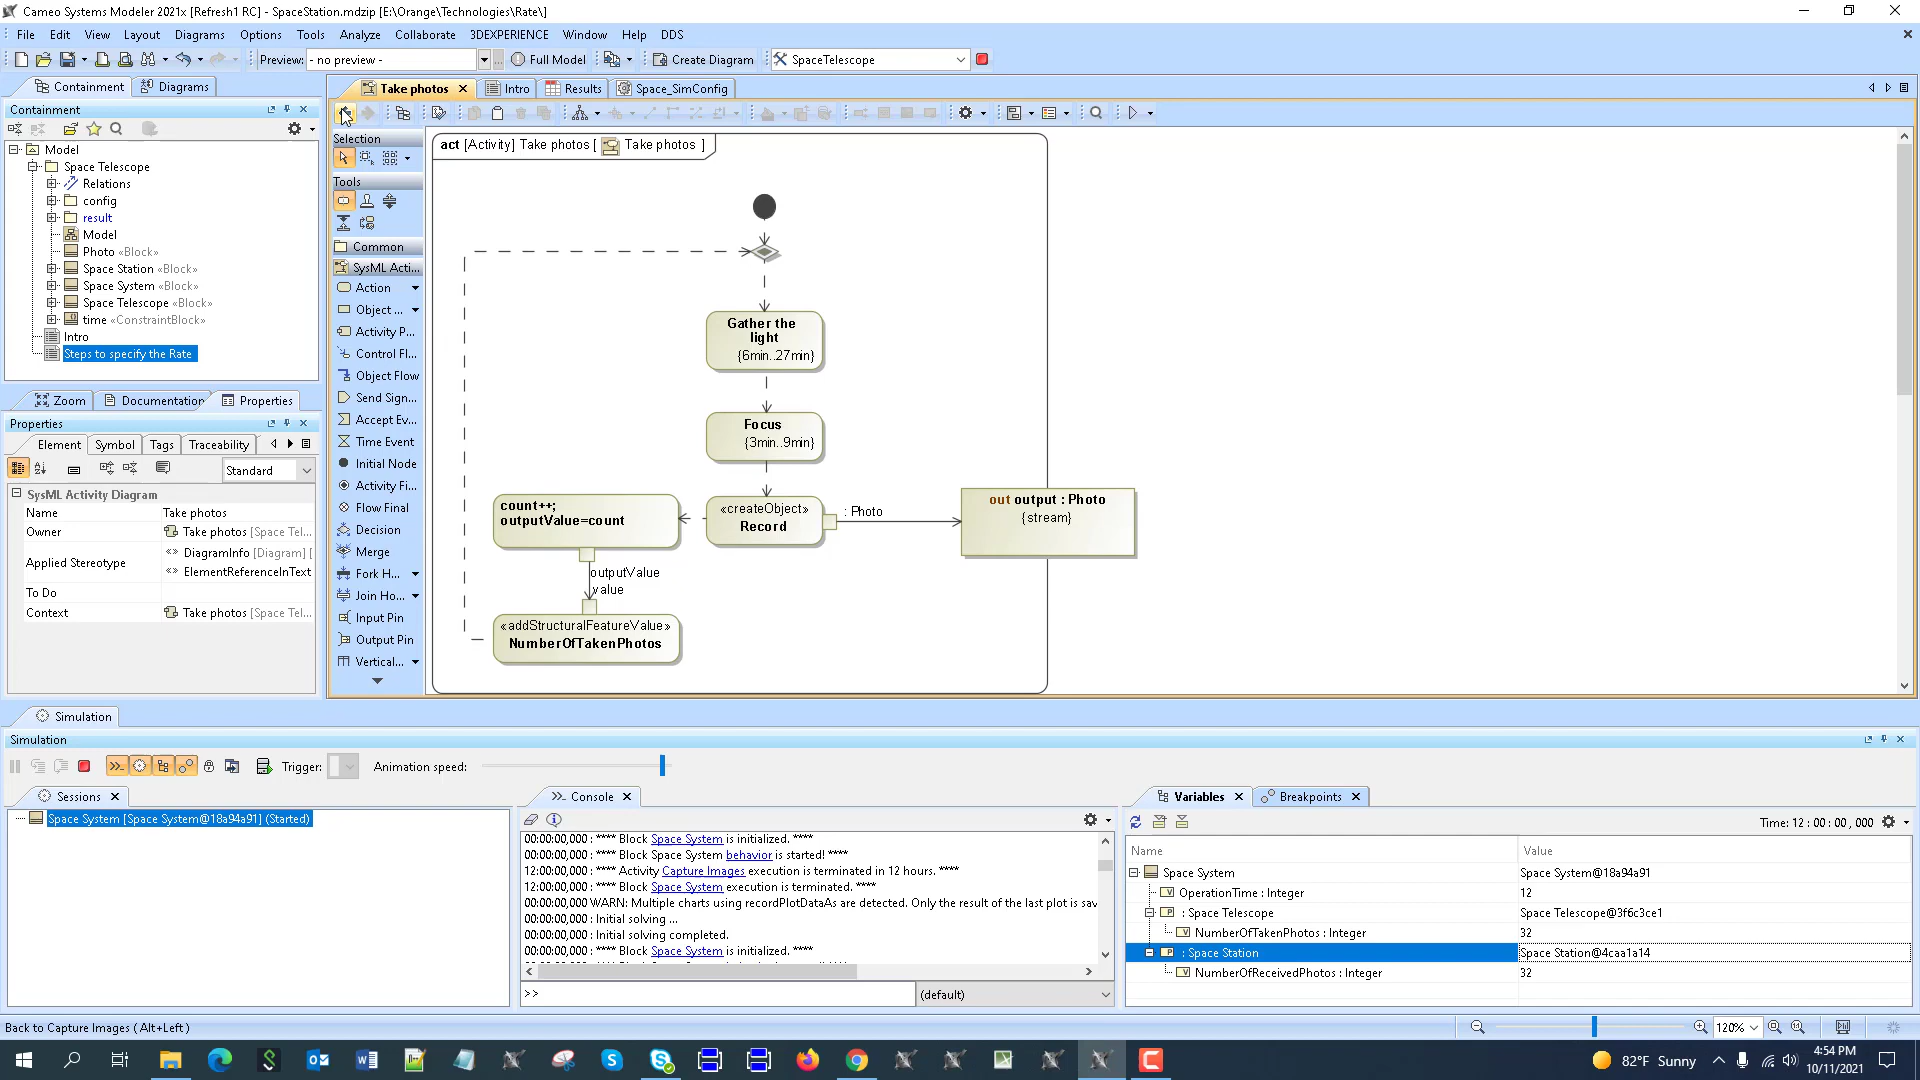 Cameo Systems Modeler 2021x [Refresh1 RC] - SpaceStation.mdzip [E:\Orange\Technologies\Rate\]
File Edit View Layout Diagrams Options Tools Analyze Collaborate 3DEXPERIENCE Window Help DDS
Preview: - no preview - Full Model Create Diagram SpaceTelescope
Containment Diagrams
Take photos Intro Results Space_SimConfig
Containment
Model
Space Telescope
Relations
config
result
Model
Photo «Block»
Space Station «Block»
Space System «Block»
Space Telescope «Block»
time «ConstraintBlock»
Intro
Steps to specify the Rate
Zoom Documentation Properties
Properties
Element Symbol Tags Traceability
Standard
SysML Activity Diagram
Name Take photos
Owner Take photos [Space Tel...
Applied Stereotype
DiagramInfo [Diagram] [
ElementReferenceInText
To Do
Context Take photos [Space Tel...
Selection
Tools
Common
SysML Acti...
Action
Object ...
Activity P...
Control Fl...
Object Flow
Send Sign...
Accept Ev...
Time Event
Initial Node
Activity Fi...
Flow Final
Decision
Merge
Fork H...
Join Ho...
Input Pin
Output Pin
Vertical...
act [Activity] Take photos [ Take photos ]
Gather the
light
{6min..27min}
Focus
{3min..9min}
«createObject»
Record
: Photo
out output : Photo
{stream}
count++;
outputValue=count
outputValue
value
«addStructuralFeatureValue»
NumberOfTakenPhotos
Simulation
Simulation
Trigger: Animation speed:
Sessions
Space System [Space System@18a94a91] (Started)
Console
00:00:00,000 : **** Block Space System is initialized. ****
00:00:00,000 : **** Block Space System behavior is started! ****
12:00:00,000 : **** Activity Capture Images execution is terminated in 12 hours. ****
12:00:00,000 : **** Block Space System execution is terminated. ****
00:00:00,000 WARN: Multiple charts using recordPlotDataAs are detected. Only the result of the last plot is sav
00:00:00,000 : Initial solving ...
00:00:00,000 : Initial solving completed.
00:00:00,000 : **** Block Space System is initialized. ****
>> (default)
Variables Breakpoints
Time: 12 : 00 : 00 , 000
Name Value
Space System Space System@18a94a91
OperationTime : Integer 12
: Space Telescope Space Telescope@3f6c3ce1
NumberOfTakenPhotos : Integer 32
: Space Station Space Station@4caa1a14
NumberOfReceivedPhotos : Integer 32
Back to Capture Images ( Alt+Left )
120%
82°F Sunny
4:54 PM
10/11/2021